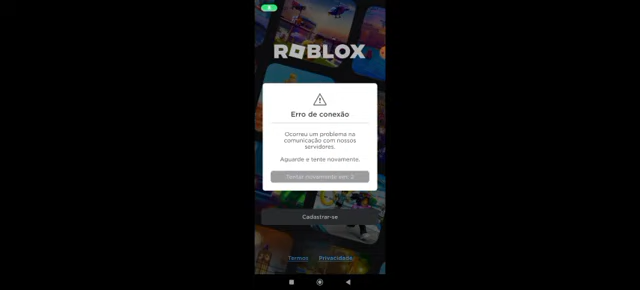 ROBLOX
Erro de conexão
Ocorreu um problema na
comunicação com nossos
servidores.
Aguarde e tente novamente.
Tentar novamente em: 2
Cadastrar-se
Termos
Privacidade